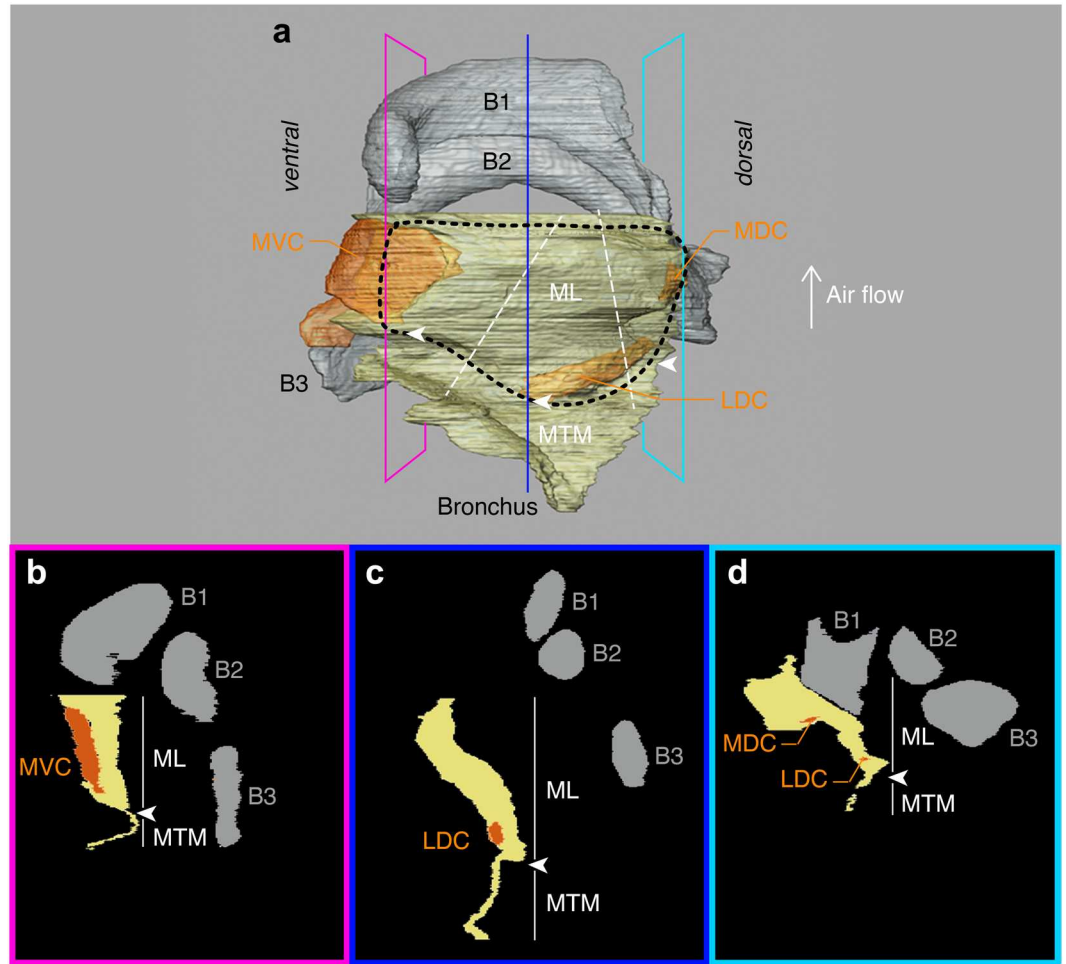 a
B1
B2
ventral
dorsal
MVC
MDC
ML
Air flow
B3
LDC
MTM
Bronchus
b
B1
B2
MVC
ML
B3
MTM
c
B1
B2
B3
ML
LDC
MTM
d
B1
B2
B3
MDC
ML
LDC
MTM